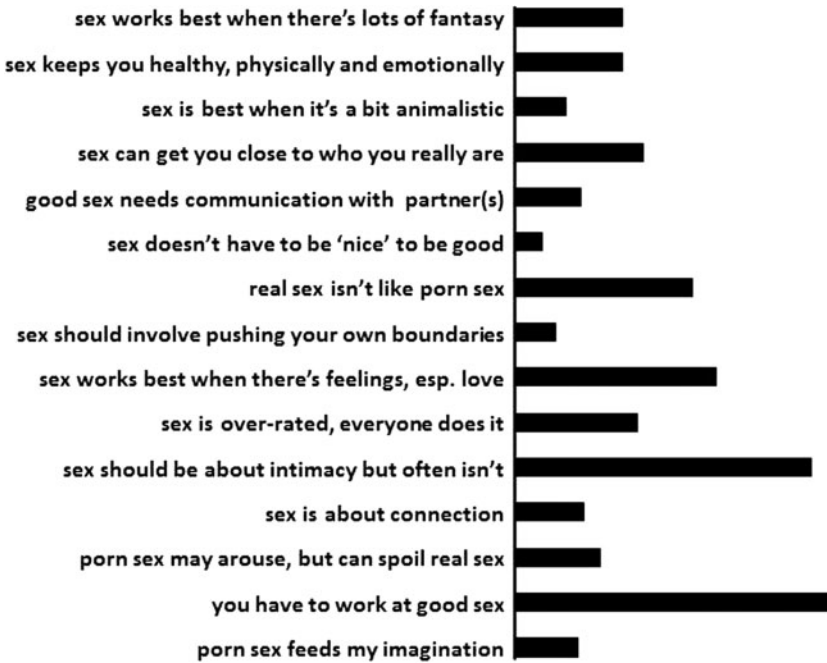 sex works best when there's lots of fantasy
sex keeps you healthy, physically and emotionally
sex is best when it's a bit animalistic
sex can get you close to who you really are
good sex needs communication with partner(s)
sex doesn't have to be 'nice' to be good
real sex isn't like porn sex
sex should involve pushing your own boundaries
sex works best when there's feelings, esp. love
sex is over-rated, everyone does it
sex should be about intimacy but often isn't
sex is about connection
porn sex may arouse, but can spoil real sex
you have to work at good sex
porn sex feeds my imagination